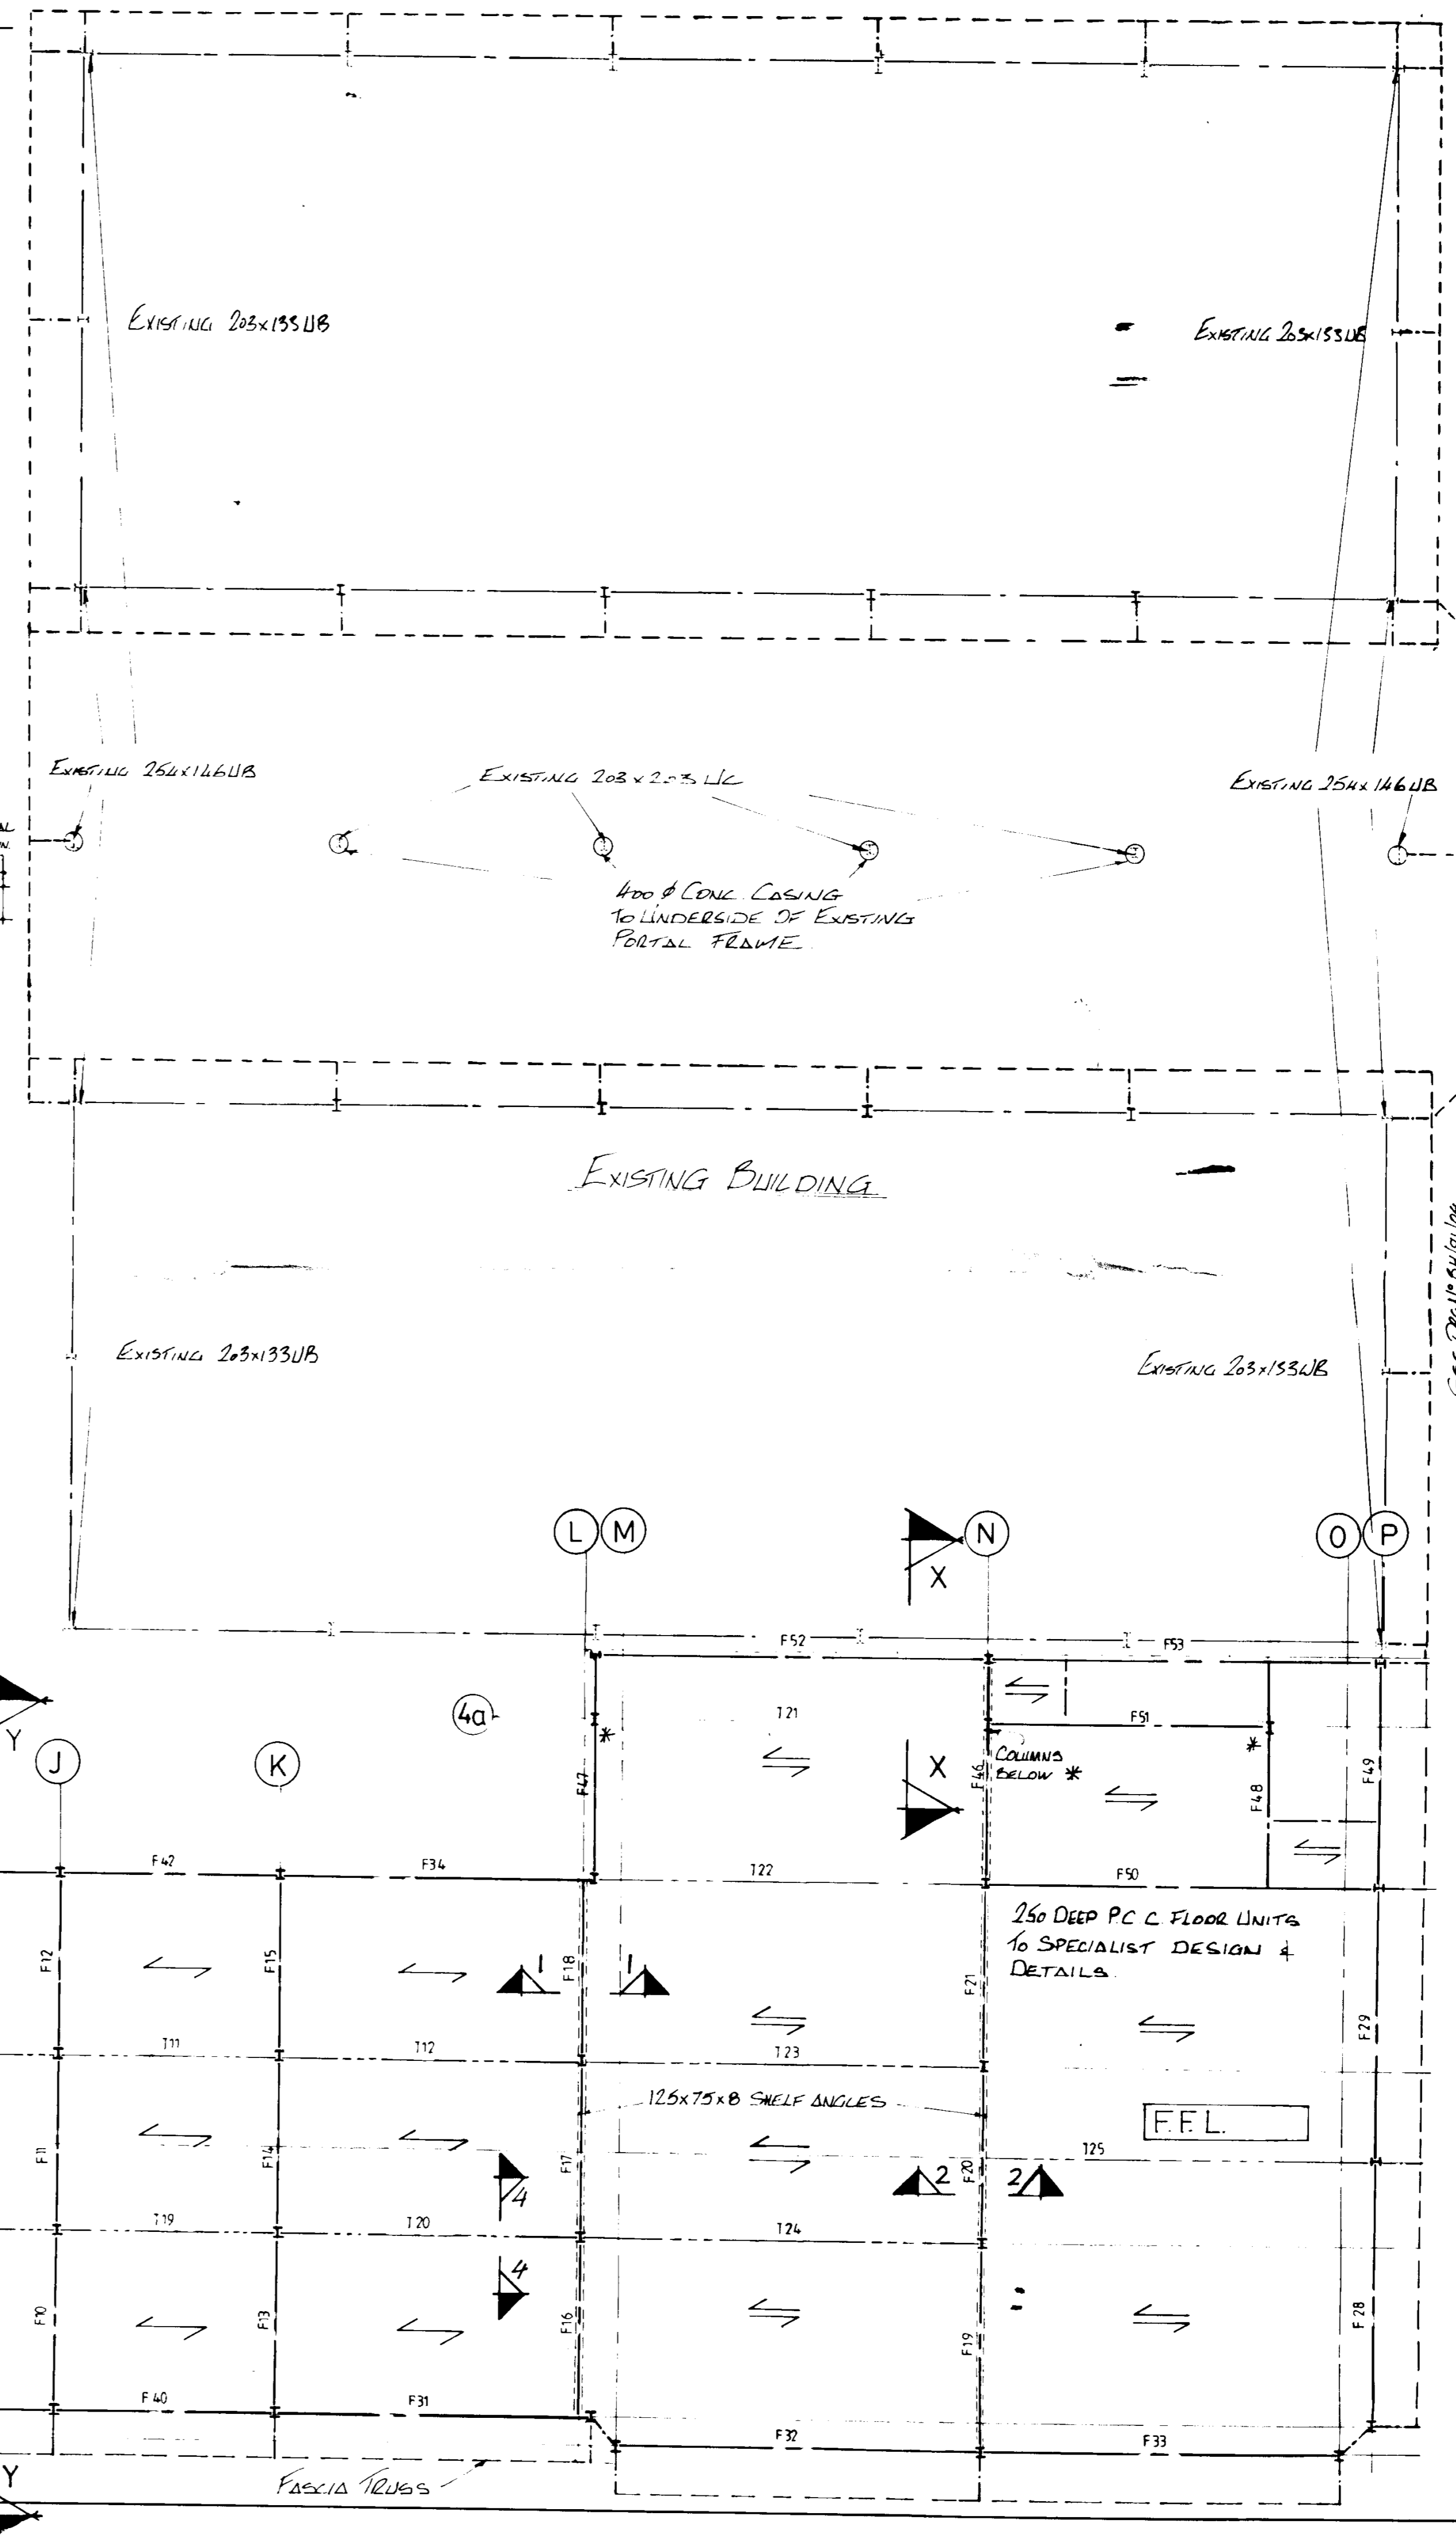 EXISTING 203x133UB
EXISTING 203x133UB
EXISTING 254x146UB
EXISTING 203x203 UC
EXISTING 254x146UB
400 ϕ CONC. CASING
TO UNDERSIDE OF EXISTING
PORTAL FRAME.
EXISTING BUILDING
EXISTING 203x133UB
EXISTING 203x133UB
L M
N
O P
X
F52
F53
4a
Y
T21
F51
*
*
J
K
X
COLUMNS
BELOW *
F47
F46
F48
F49
F42
F34
T22
F50
250 DEEP P.C.C. FLOOR UNITS
TO SPECIALIST DESIGN &
DETAILS.
F12
F15
1
F18
1
F21
F29
T11
T12
T23
125x75x8 SHELF ANGLES
F.F.L.
F11
F14
F17
F20
T25
4
2
2
T19
T20
T24
4
F10
F13
F16
F19
F28
F40
F31
F32
F33
Y
FASCIA TRUSS